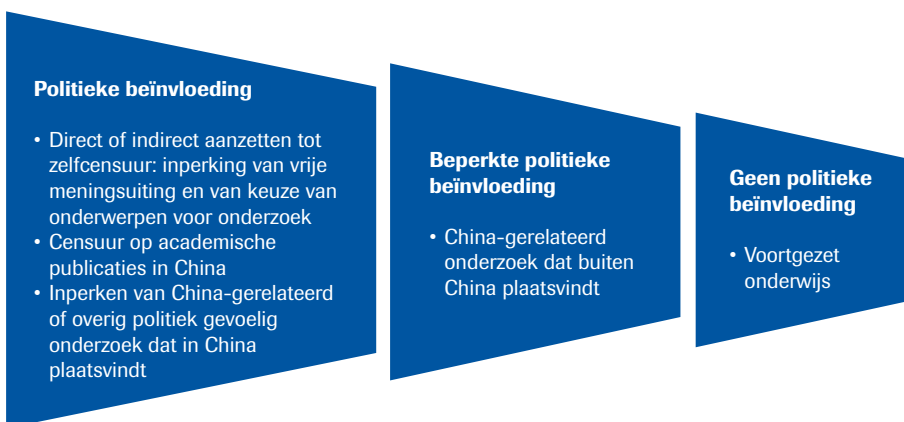 Politieke beïnvloeding
• Direct of indirect aanzetten tot
zelfcensuur: inperking van vrije
meningsuiting en van keuze van
onderwerpen voor onderzoek
• Censuur op academische
publicaties in China
• Inperken van China-gerelateerd
of overig politiek gevoelig
onderzoek dat in China
plaatsvindt
Beperkte politieke
beïnvloeding
• China-gerelateerd
onderzoek dat buiten
China plaatsvindt
Geen politieke
beïnvloeding
• Voortgezet
onderwijs